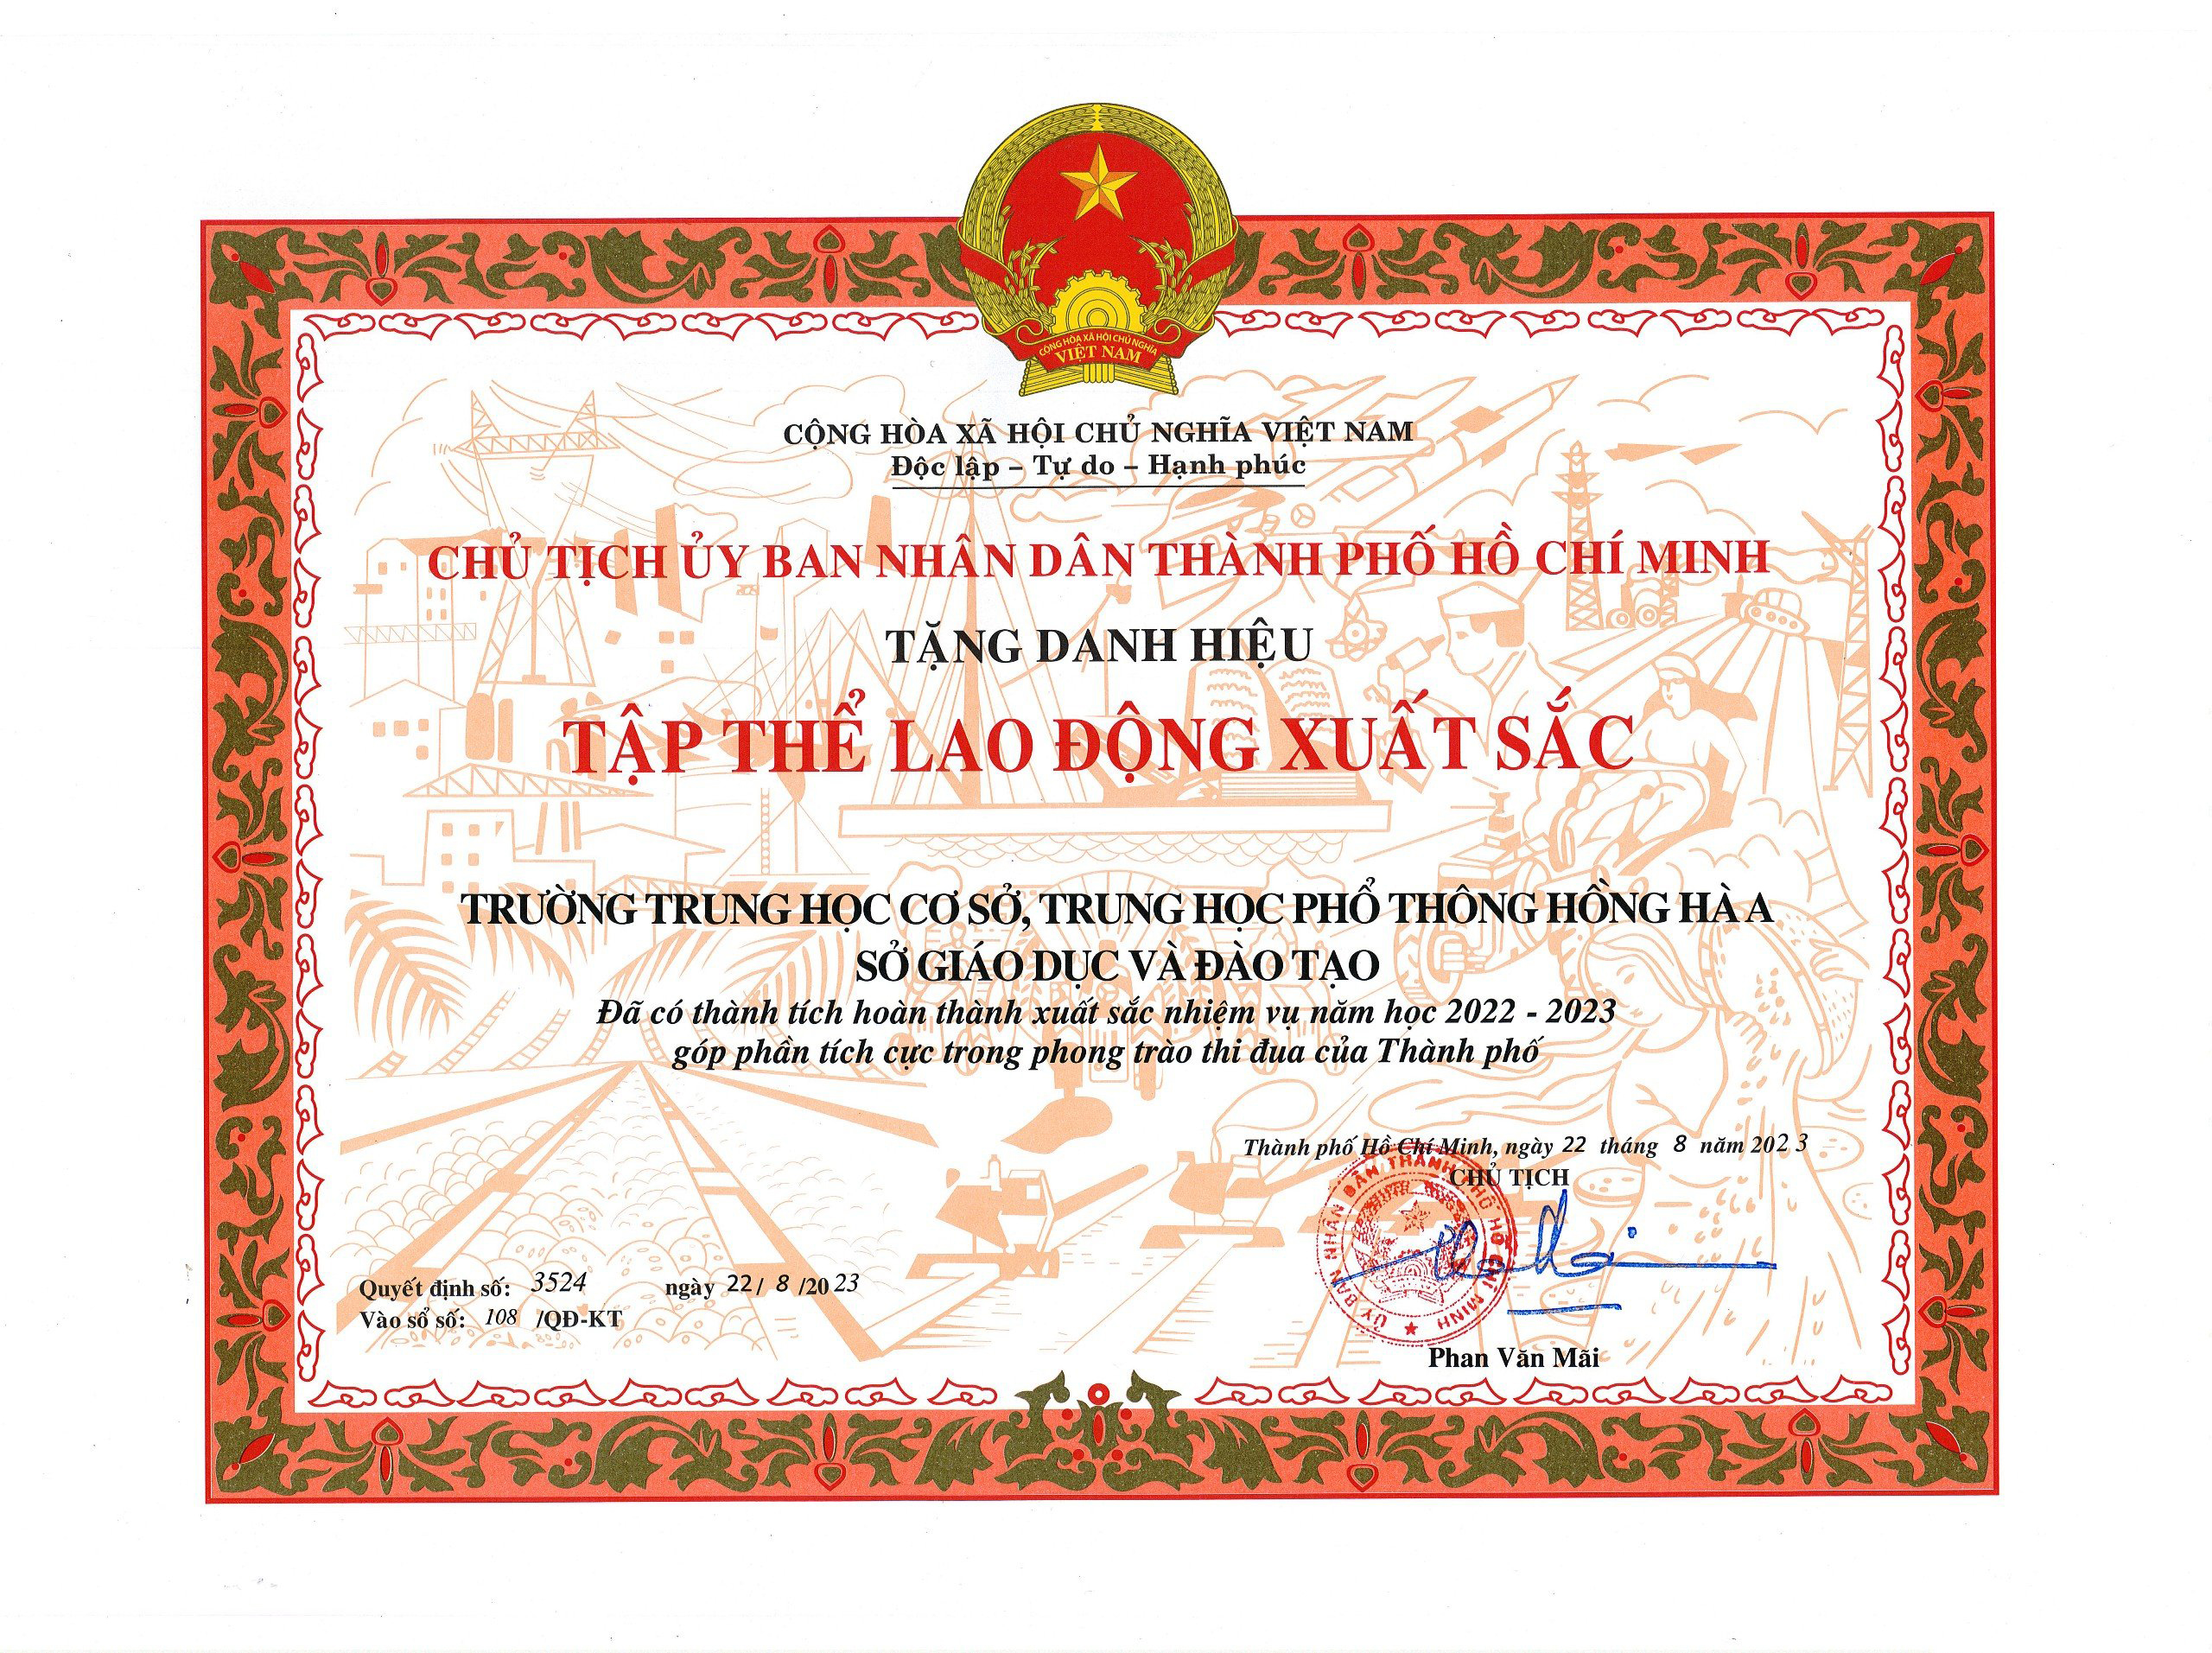 CỘNG HÒA XÃ HỘI CHỦ NGHĨA
VIỆT NAM
CỘNG HÒA XÃ HỘI CHỦ NGHĨA VIỆT NAM
Độc lập – Tự do – Hạnh phúc
CHỦ TỊCH ỦY BAN NHÂN DÂN THÀNH PHỐ HỒ CHÍ MINH
TẶNG DANH HIỆU
TẬP THỂ LAO ĐỘNG XUẤT SẮC
TRƯỜNG TRUNG HỌC CƠ SỞ, TRUNG HỌC PHỔ THÔNG HỒNG HÀ A
SỞ GIÁO DỤC VÀ ĐÀO TẠO
Đã có thành tích hoàn thành xuất sắc nhiệm vụ năm học 2022 - 2023
góp phần tích cực trong phong trào thi đua của Thành phố
Thành phố Hồ Chí Minh, ngày 22 tháng 8 năm 2023
CHỦ TỊCH
ỦY BAN NHÂN DÂN THÀNH PHỐ HỒ CHÍ MINH
Quyết định số: 3524 ngày 22/ 8 /2023
Vào sổ số: 108 /QĐ-KT
Phan Văn Mãi